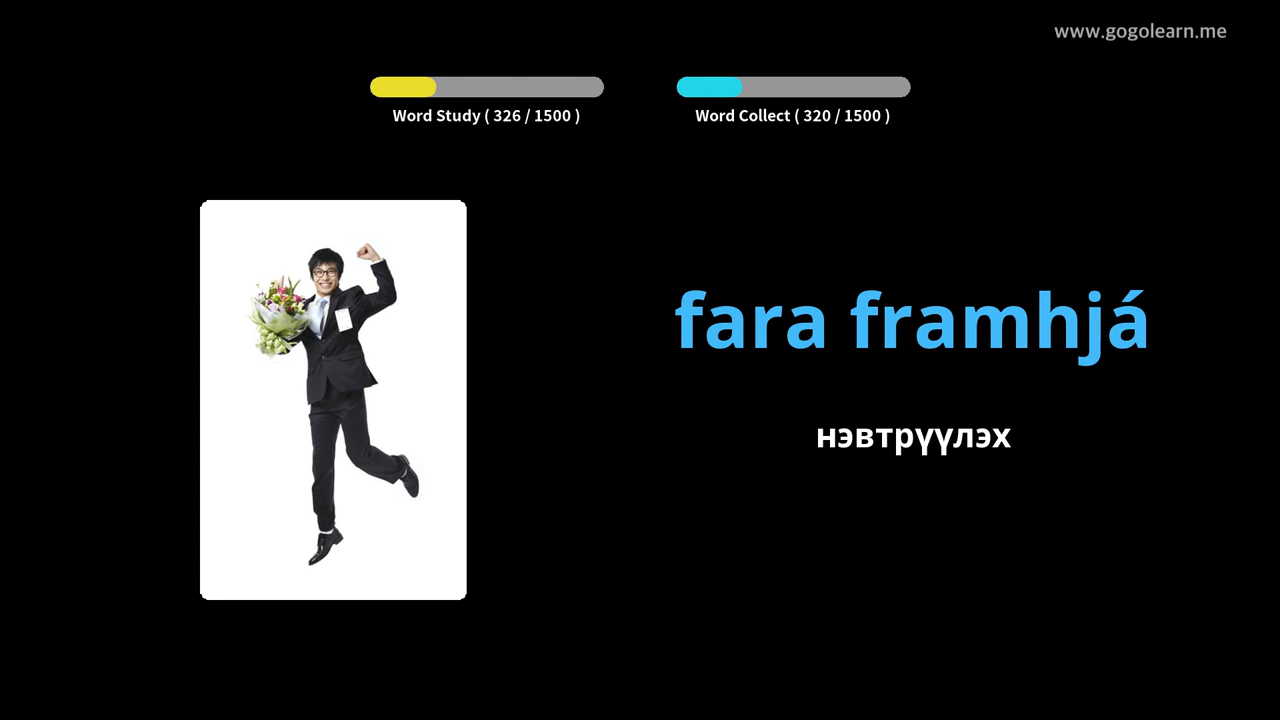 www.gogolearn.me
Word Study ( 326 / 1500 )
Word Collect ( 320 / 1500 )
fara framhjá
нэвтрүүлэх